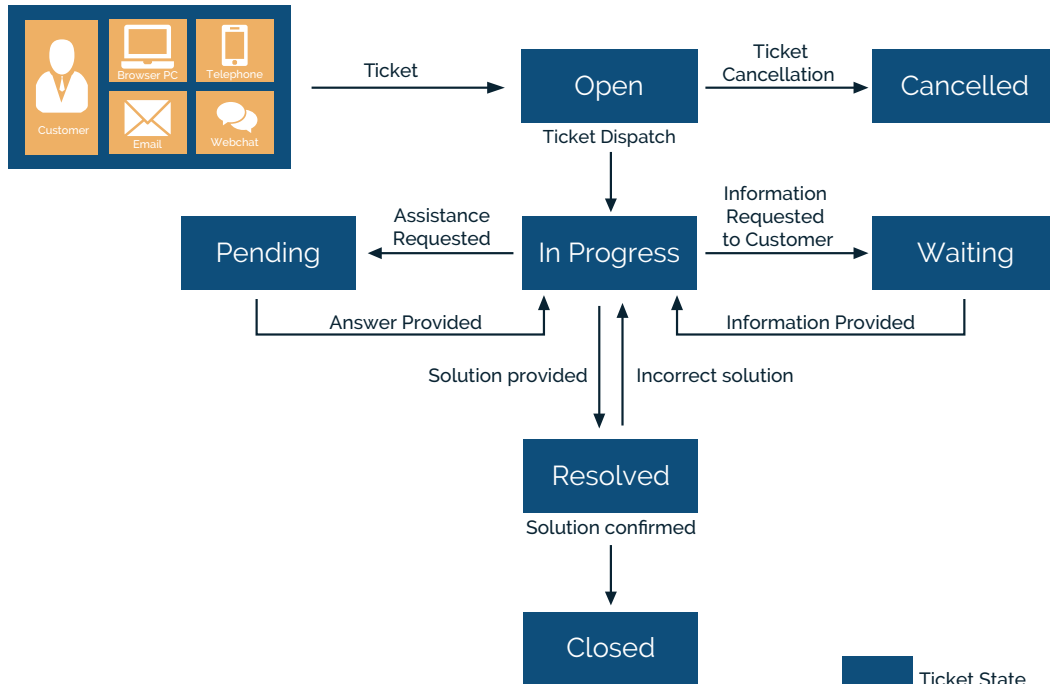 Customer
Browser PC
Telephone
Email
Webchat
Ticket
Open
Ticket
Cancellation
Cancelled
Ticket Dispatch
Pending
Assistance
Requested
In Progress
Information
Requested
to Customer
Waiting
Answer Provided
Information Provided
Solution provided
Incorrect solution
Resolved
Solution confirmed
Closed
Ticket State